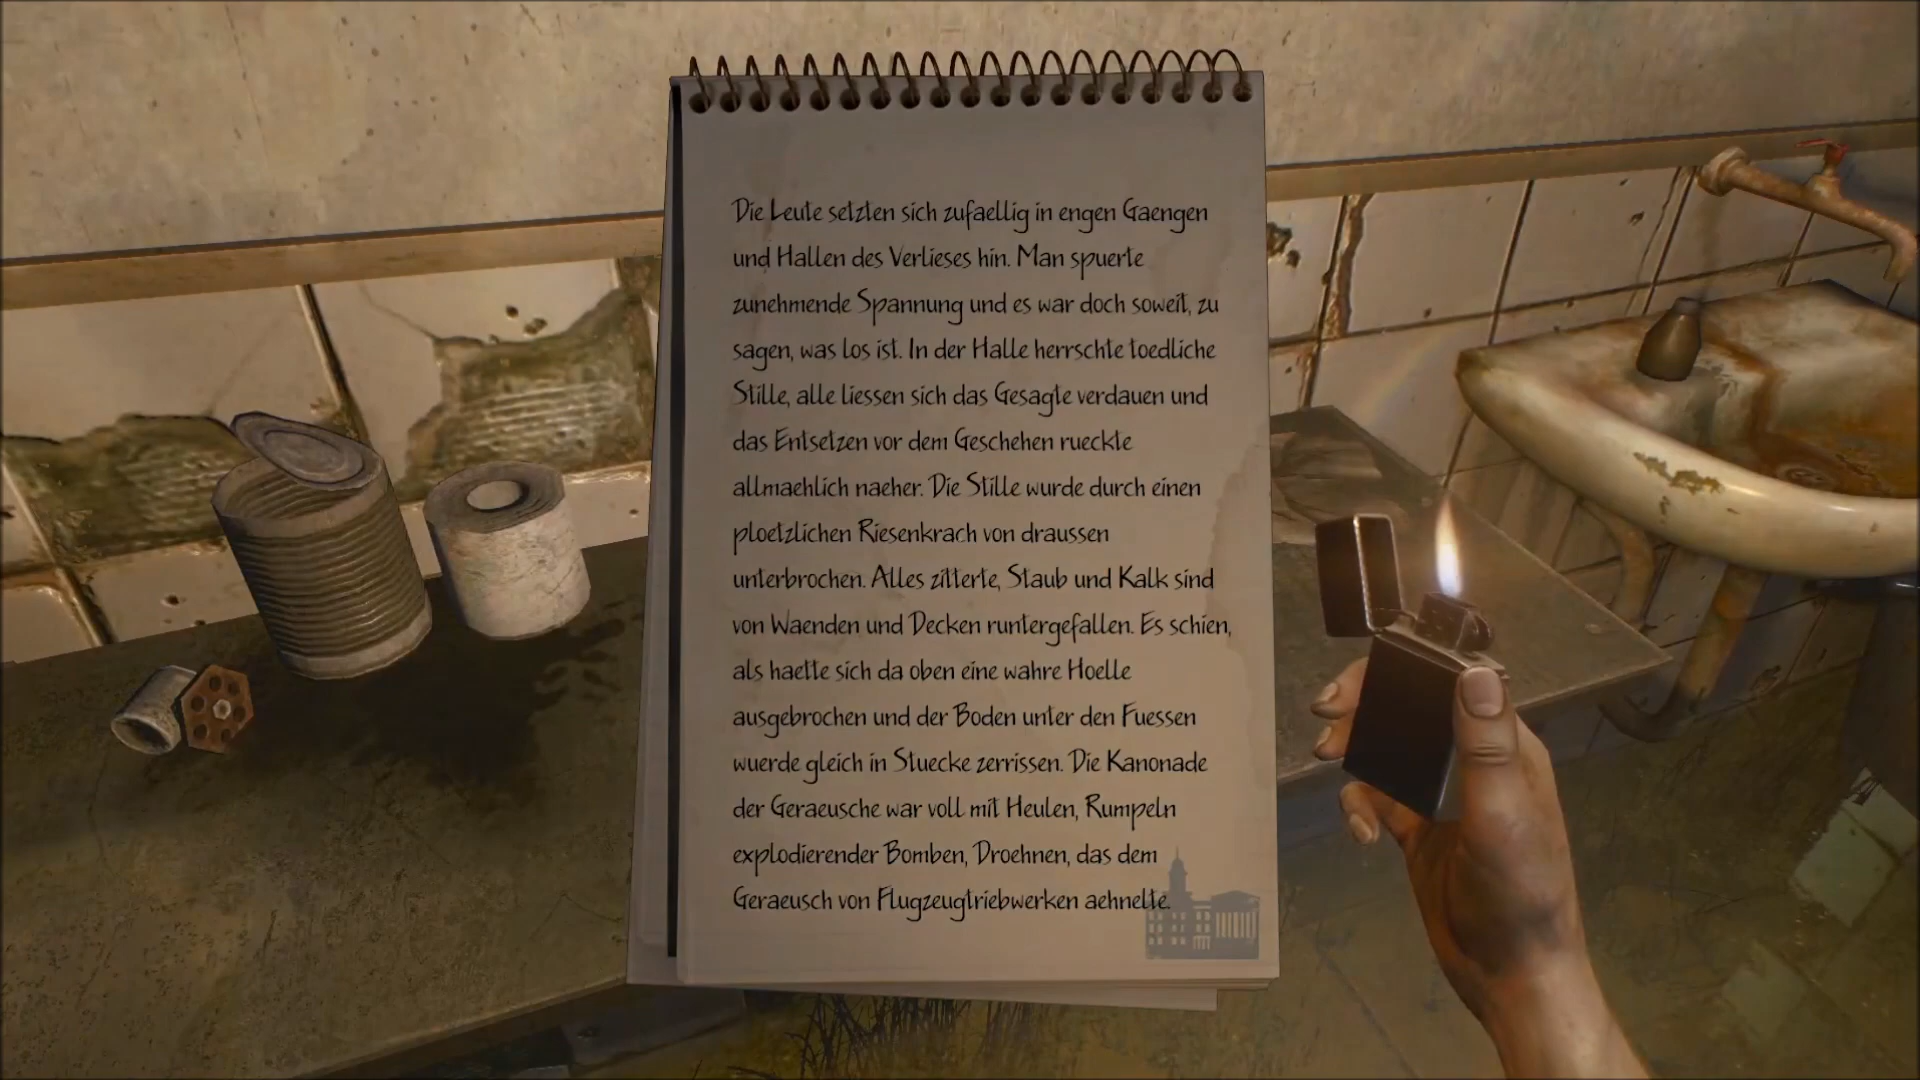 Die Leute setzten sich zufaellig in engen Gaengen
und Hallen des Verlieses hin. Man spuerte
zunehmende Spannung und es war doch soweit, zu
sagen, was los ist. In der Halle herrschte toedliche
Stille, alle liessen sich das Gesagte verdauen und
das Entsetzen vor dem Geschehen rueckte
allmaehlich naeher. Die Stille wurde durch einen
ploetzlichen Riesenkrach von draussen
unterbrochen. Alles zitterte, Staub und Kalk sind
von Waenden und Decken runtergefallen. Es schien,
als haette sich da oben eine wahre Hoelle
ausgebrochen und der Boden unter den Fuessen
wuerde gleich in Stuecke zerrissen. Die Kanonade
der Geraeusche war voll mit Heulen, Rumpeln
explodierender Bomben, Droehnen, das dem
Geraeusch von Flugzeugtriebwerken aehnelte.